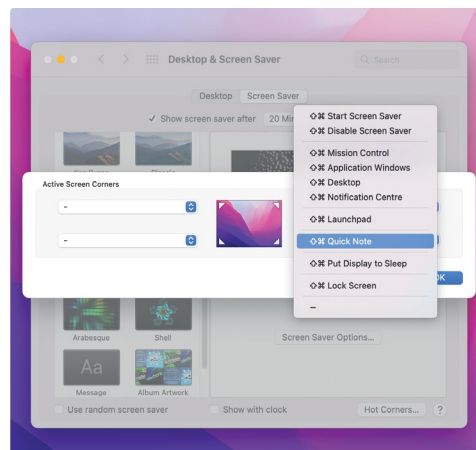 Desktop & Screen Saver
Search
Desktop
Screen Saver
Show screen saver after
20 Min
Classic
⇧⌘ Start Screen Saver
⇧⌘ Disable Screen Saver
⇧⌘ Mission Control
⇧⌘ Application Windows
⇧⌘ Desktop
⇧⌘ Notification Centre
⇧⌘ Launchpad
⇧⌘ Quick Note
⇧⌘ Put Display to Sleep
⇧⌘ Lock Screen
–
Active Screen Corners
-
-
OK
Arabesque
Shell
Aa
Message
Album Artwork
Screen Saver Options...
Use random screen saver
Show with clock
Hot Corners...
?